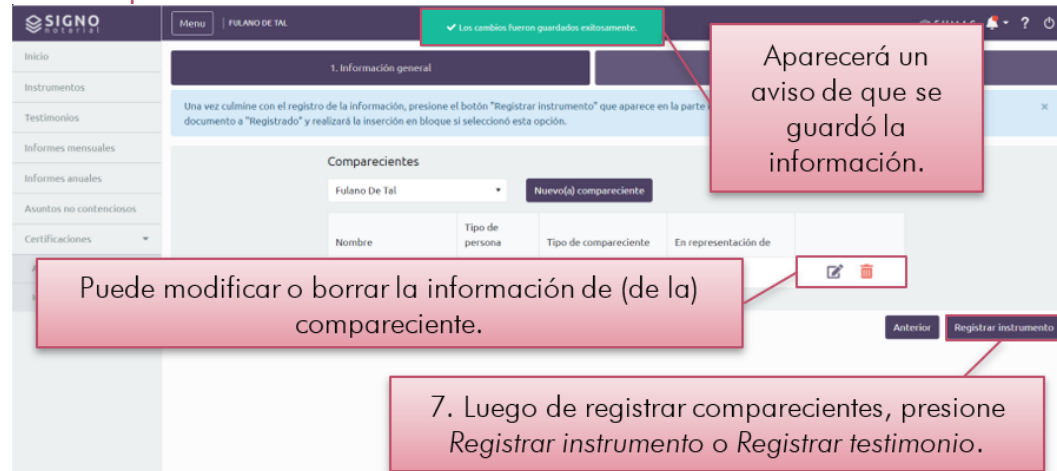 SIGNO
notarial
Menu | FULANO DE TAL
✓ Los cambios fueron guardados exitosamente.
?
Inicio
Instrumentos
Testimonios
Informes mensuales
Informes anuales
Asuntos no contenciosos
Certificaciones
1. Información general
Una vez culmine con el registro de la información, presione el botón "Registrar instrumento" que aparece en la parte
documento a "Registrado" y realizará la inserción en bloque si seleccionó esta opción.
×
Aparecerá un
aviso de que se
guardó la
información.
Comparecientes
Fulano De Tal
Nuevo(a) compareciente
Nombre
Tipo de
persona
Tipo de compareciente
En representación de
Puede modificar o borrar la información de (de la)
compareciente.
Anterior
Registrar instrumento
7. Luego de registrar comparecientes, presione
Registrar instrumento o Registrar testimonio.